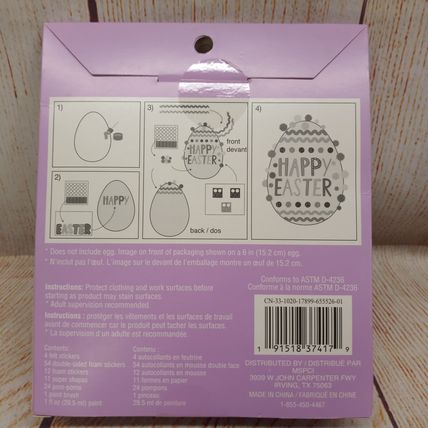 1)
2)
3)
4)
front
devant
HAPPY
EASTER
back / dos
HAPPY
EASTER
HAPPY
EASTER
* Does not include egg. Image on front of packaging shown on a 6 in (15.2 cm) egg.
* N'inclut pas l'œuf. L'image sur le devant de l'emballage montre un œuf de 15.2 cm.
Instructions: Protect clothing and work surfaces before
starting as product may stain surfaces.
* Adult supervision recommended.
Instructions : protéger les vêtements et les surfaces de travail
avant de commencer car le produit peut tacher les surfaces.
* La supervision d'un adulte est recommandée.
Contents:
4 felt stickers
54 double-sided foam stickers
12 foam stickers
11 paper shapes
24 pom-poms
1 paint brush
1 fl oz (29.5 ml) paint
Contenu:
4 autocollants en feutrine
54 autocollants en mousse double face
12 autocollants en mousse
11 formes en papier
24 pompons
1 pinceau
29.5 ml de peinture
Conforms to ASTM D-4236
Conforme à la norme ASTM D-4236
CN-33-1020-17899-655526-01
1 91518 37417 9
DISTRIBUTED BY / DISTRIBUÉ PAR
MSPCI
3939 W JOHN CARPENTER FWY
IRVING, TX 75063
MADE IN CHINA / FABRIQUÉ EN CHINE
1-855-450-4467